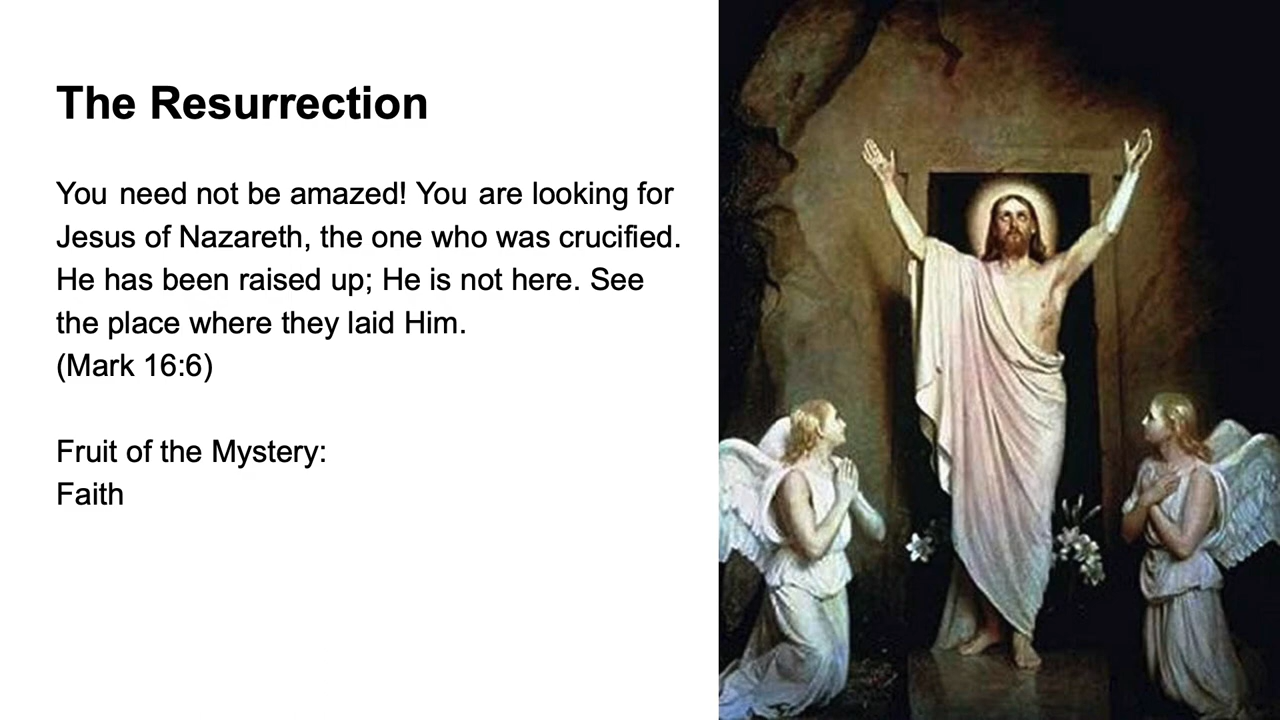 The Resurrection
You need not be amazed! You are looking for
Jesus of Nazareth, the one who was crucified.
He has been raised up; He is not here. See
the place where they laid Him.
(Mark 16:6)
Fruit of the Mystery:
Faith